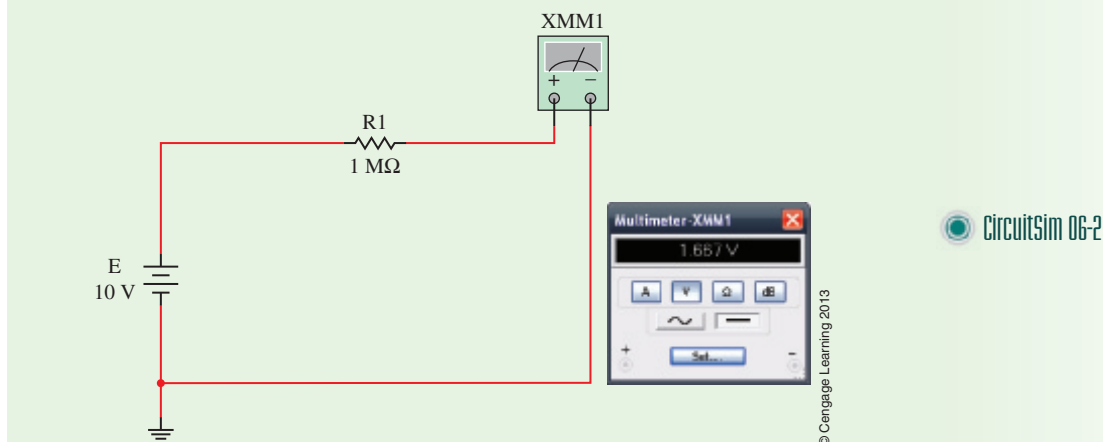 XMM1
+ −
R1
1 MΩ
Multimeter-XMM1
1.667 V
A V Ω dB
Set...
+ −
E
10 V
CircuitSim 06-2
© Cengage Learning 2013